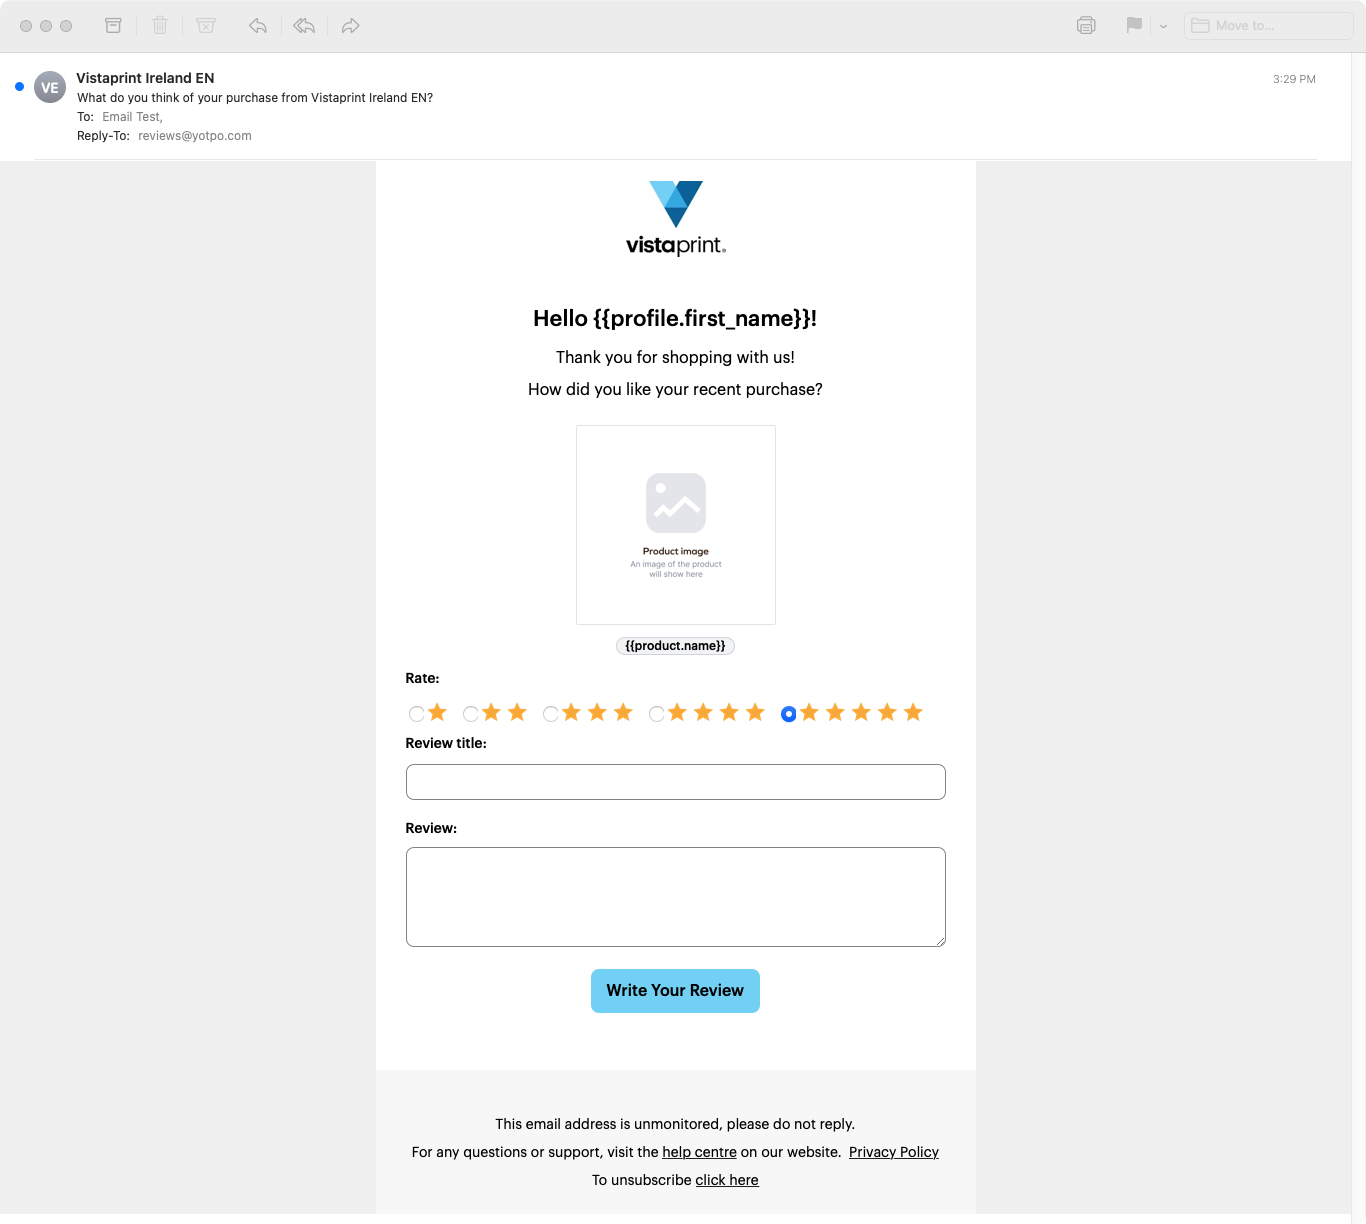 Move to...
VE
Vistaprint Ireland EN
3:29 PM
What do you think of your purchase from Vistaprint Ireland EN?
To: Email Test,
Reply-To: reviews@yotpo.com
vistaprint.
Hello {{profile.first_name}}!
Thank you for shopping with us!
How did you like your recent purchase?
Product image
An image of the product
will show here
{{product.name}}
Rate:
Review title:
Review:
Write Your Review
This email address is unmonitored, please do not reply.
For any questions or support, visit the help centre on our website. Privacy Policy
To unsubscribe click here